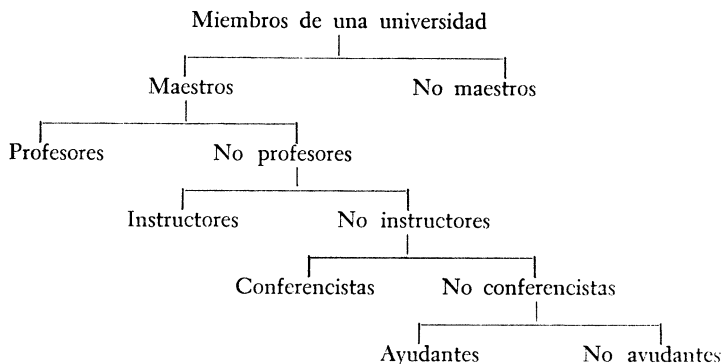 Miembros de una universidad
Maestros No maestros
Profesores No profesores
Instructores No instructores
Conferencistas No conferencistas
Ayudantes No ayudantes